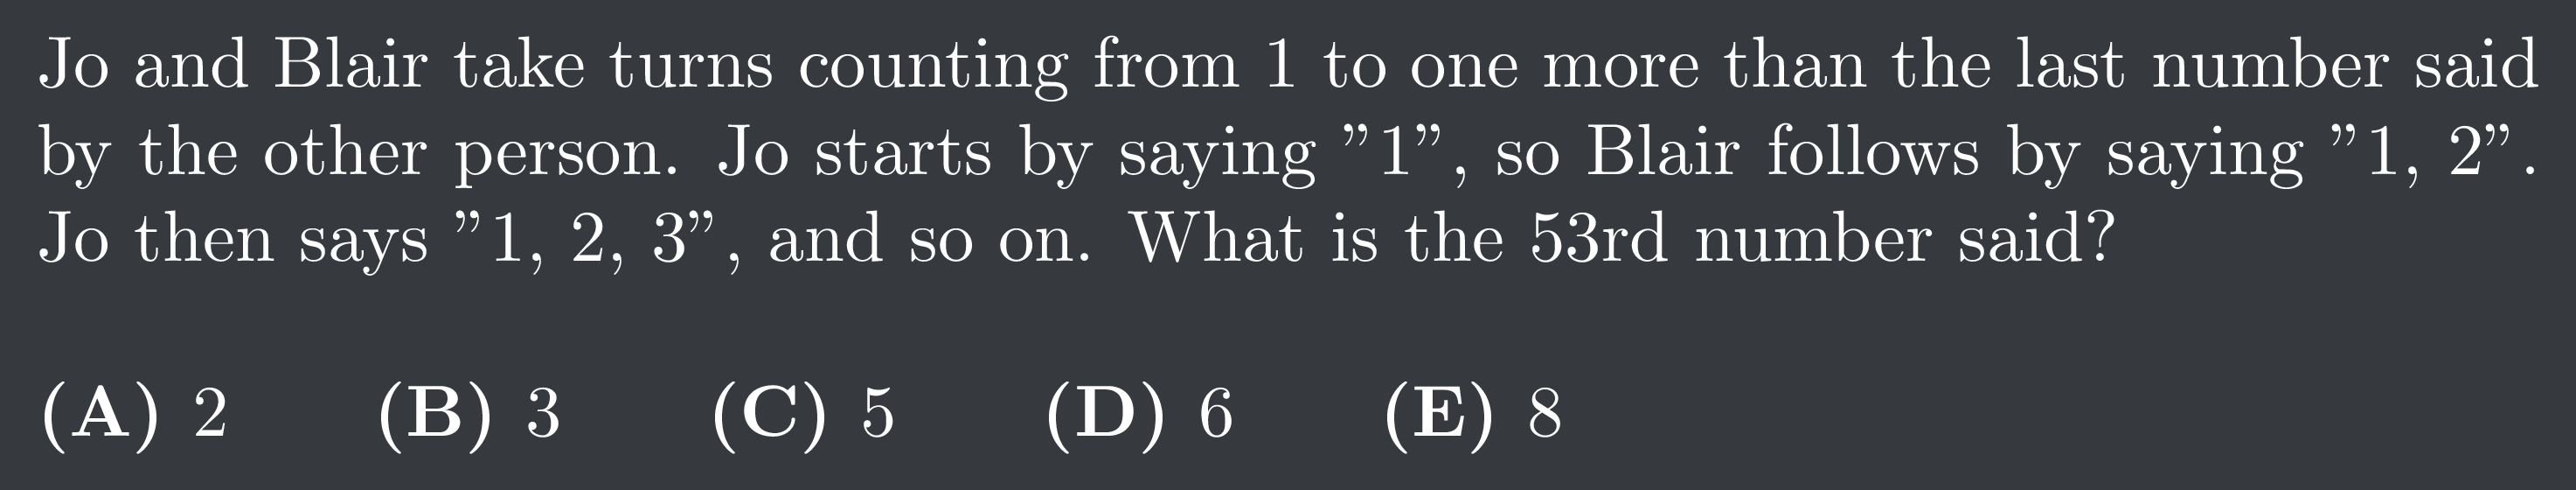 Jo and Blair take turns counting from 1 to one more than the last number said
by the other person. Jo starts by saying ”1”, so Blair follows by saying ”1, 2”.
Jo then says ”1, 2, 3”, and so on. What is the 53rd number said?
(A) 2 (B) 3 (C) 5 (D) 6 (E) 8